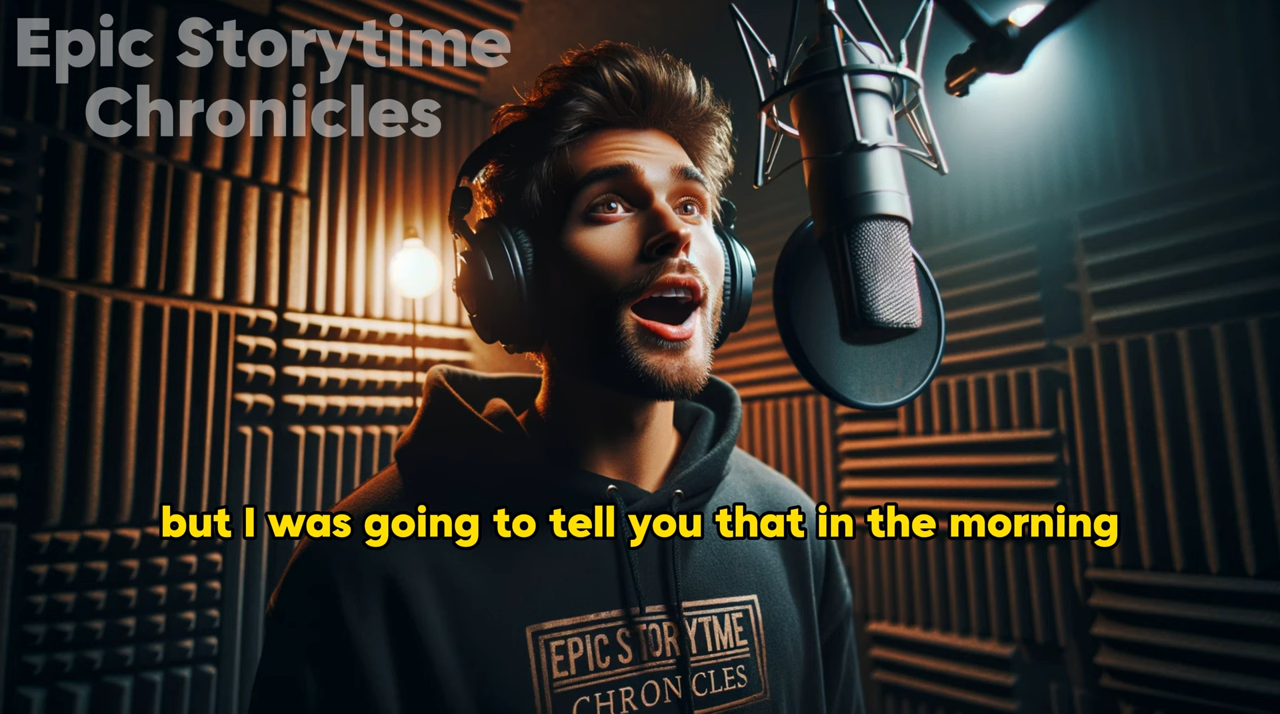 Epic Storytime
Chronicles
but I was going to tell you that in the morning
EPIC STORYTME
CHRONICLES